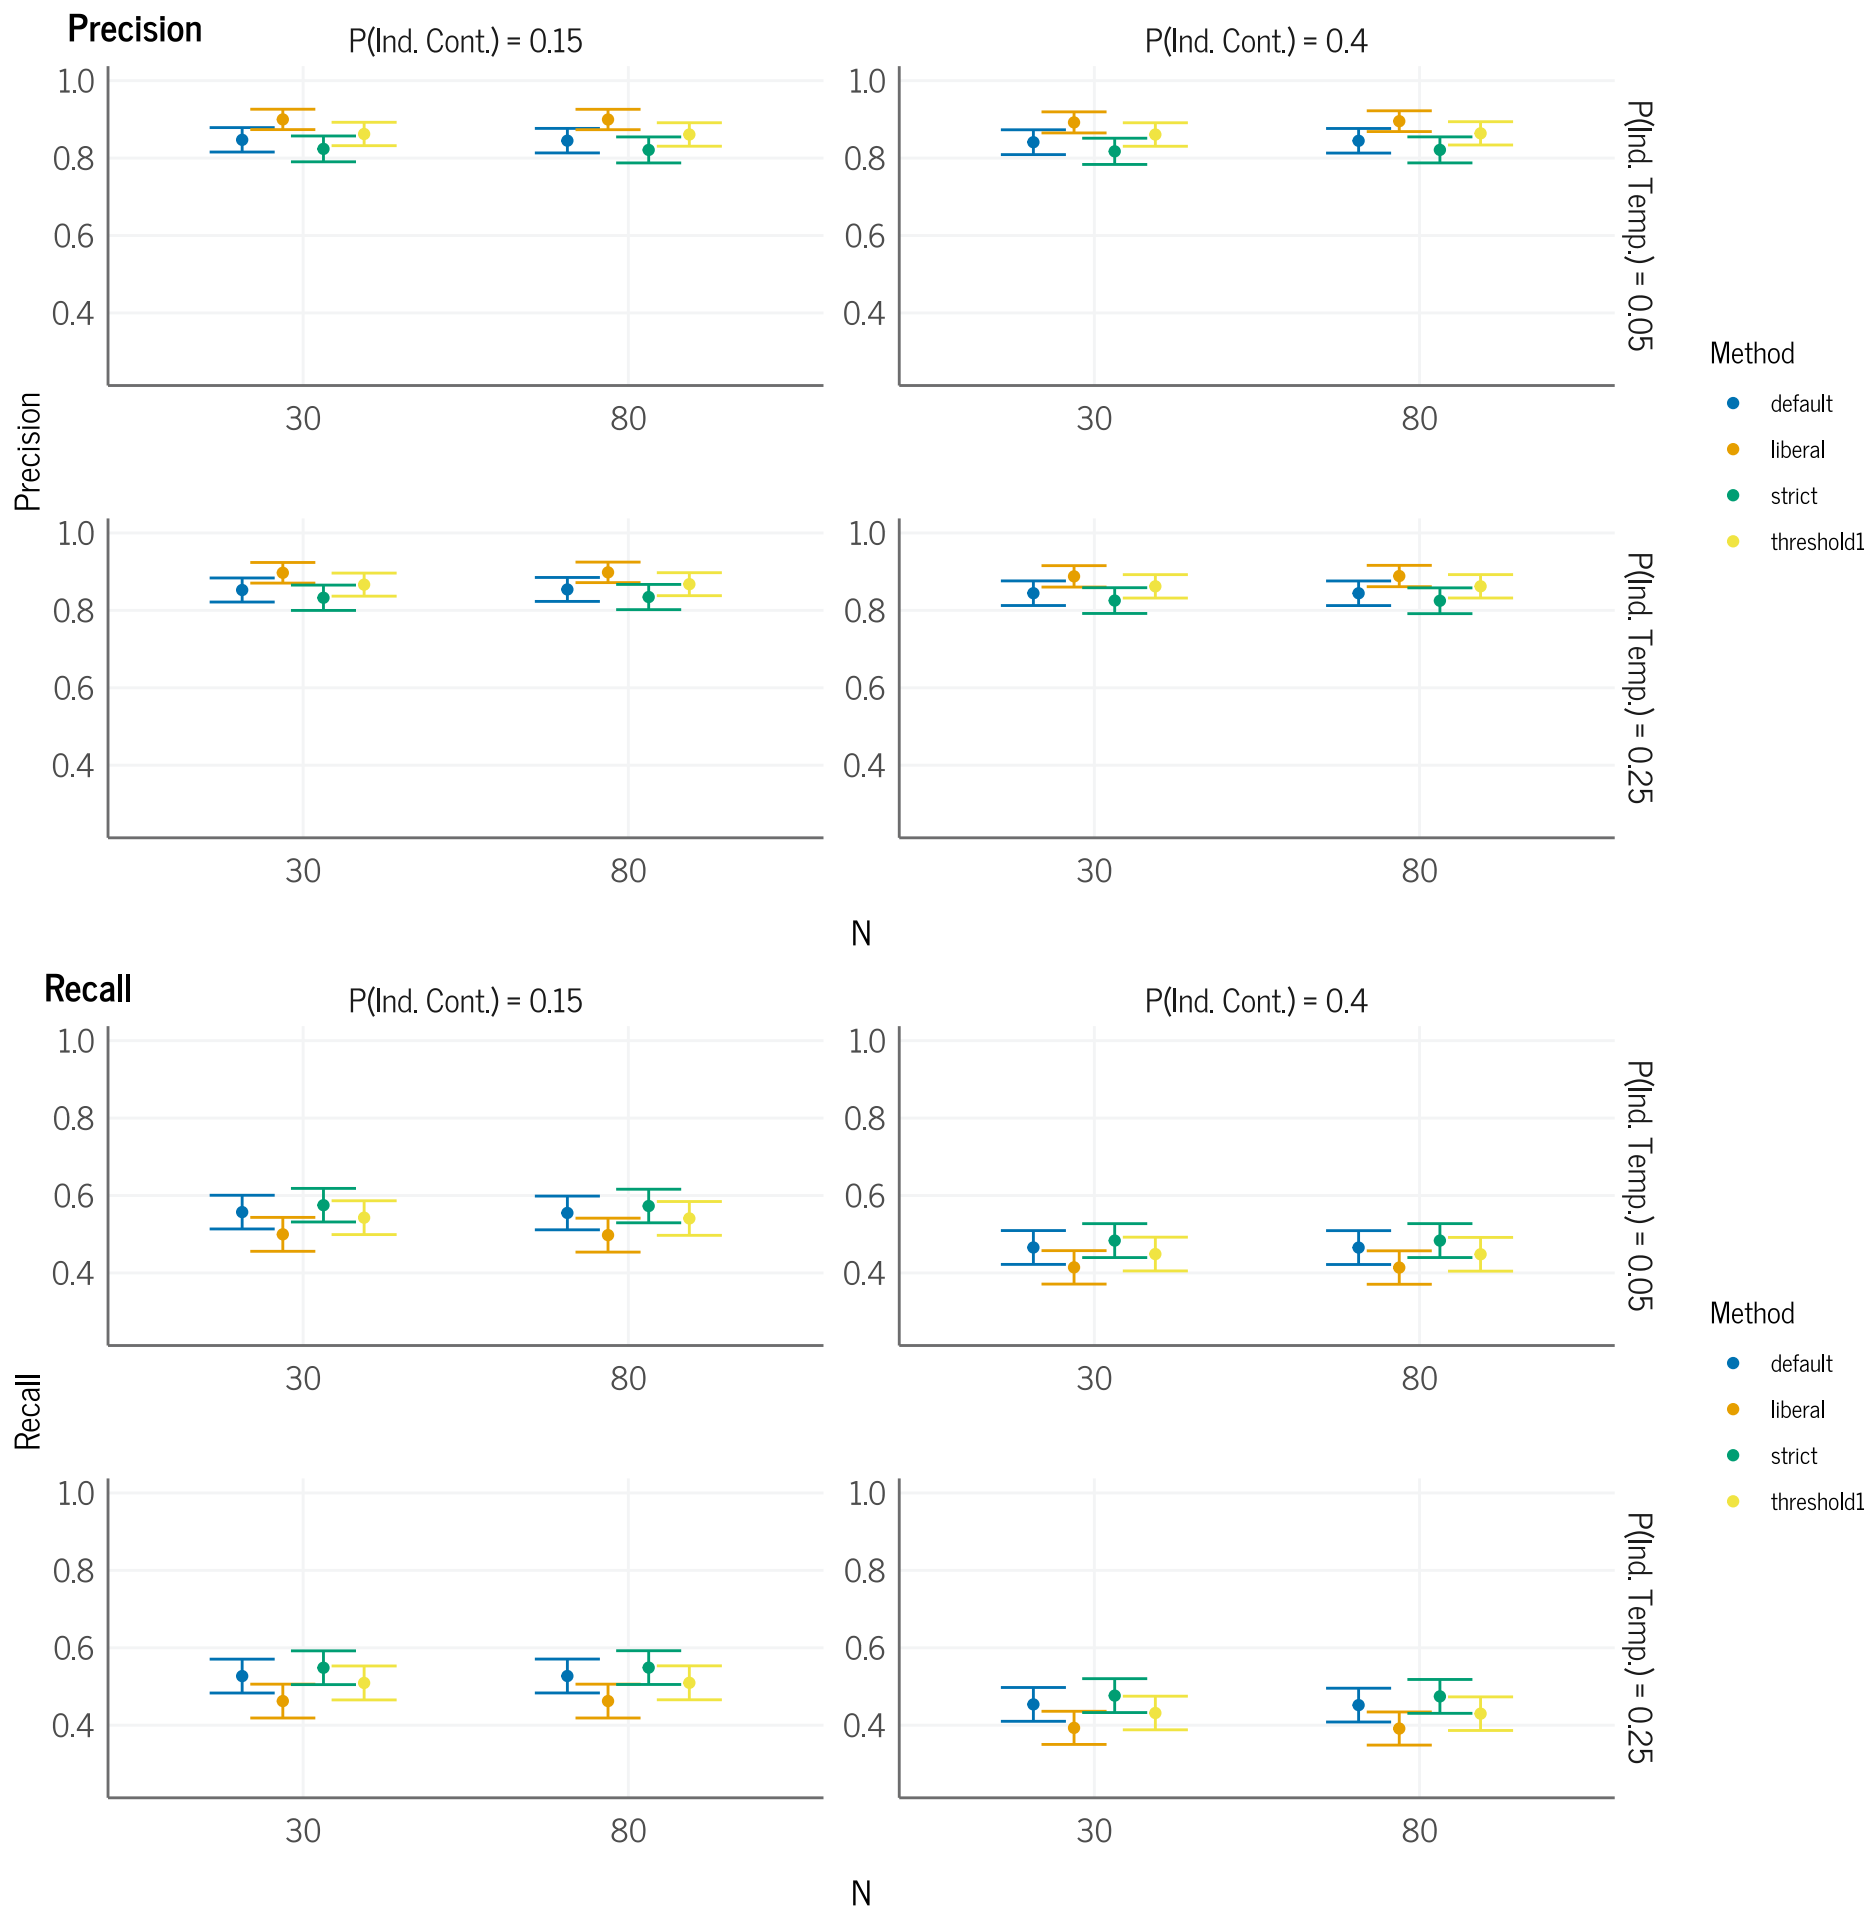 Precision
P(Ind. Cont.) = 0.15
P(Ind. Cont.) = 0.4
1.0
0.8
0.6
0.4
30
80
1.0
0.8
0.6
0.4
30
80
P(Ind. Temp.) = 0.05
Precision
1.0
0.8
0.6
0.4
30
80
1.0
0.8
0.6
0.4
30
80
P(Ind. Temp.) = 0.25
N
Method
default
liberal
strict
threshold1
Recall
P(Ind. Cont.) = 0.15
P(Ind. Cont.) = 0.4
1.0
0.8
0.6
0.4
30
80
1.0
0.8
0.6
0.4
30
80
P(Ind. Temp.) = 0.05
Recall
1.0
0.8
0.6
0.4
30
80
1.0
0.8
0.6
0.4
30
80
P(Ind. Temp.) = 0.25
N
Method
default
liberal
strict
threshold1